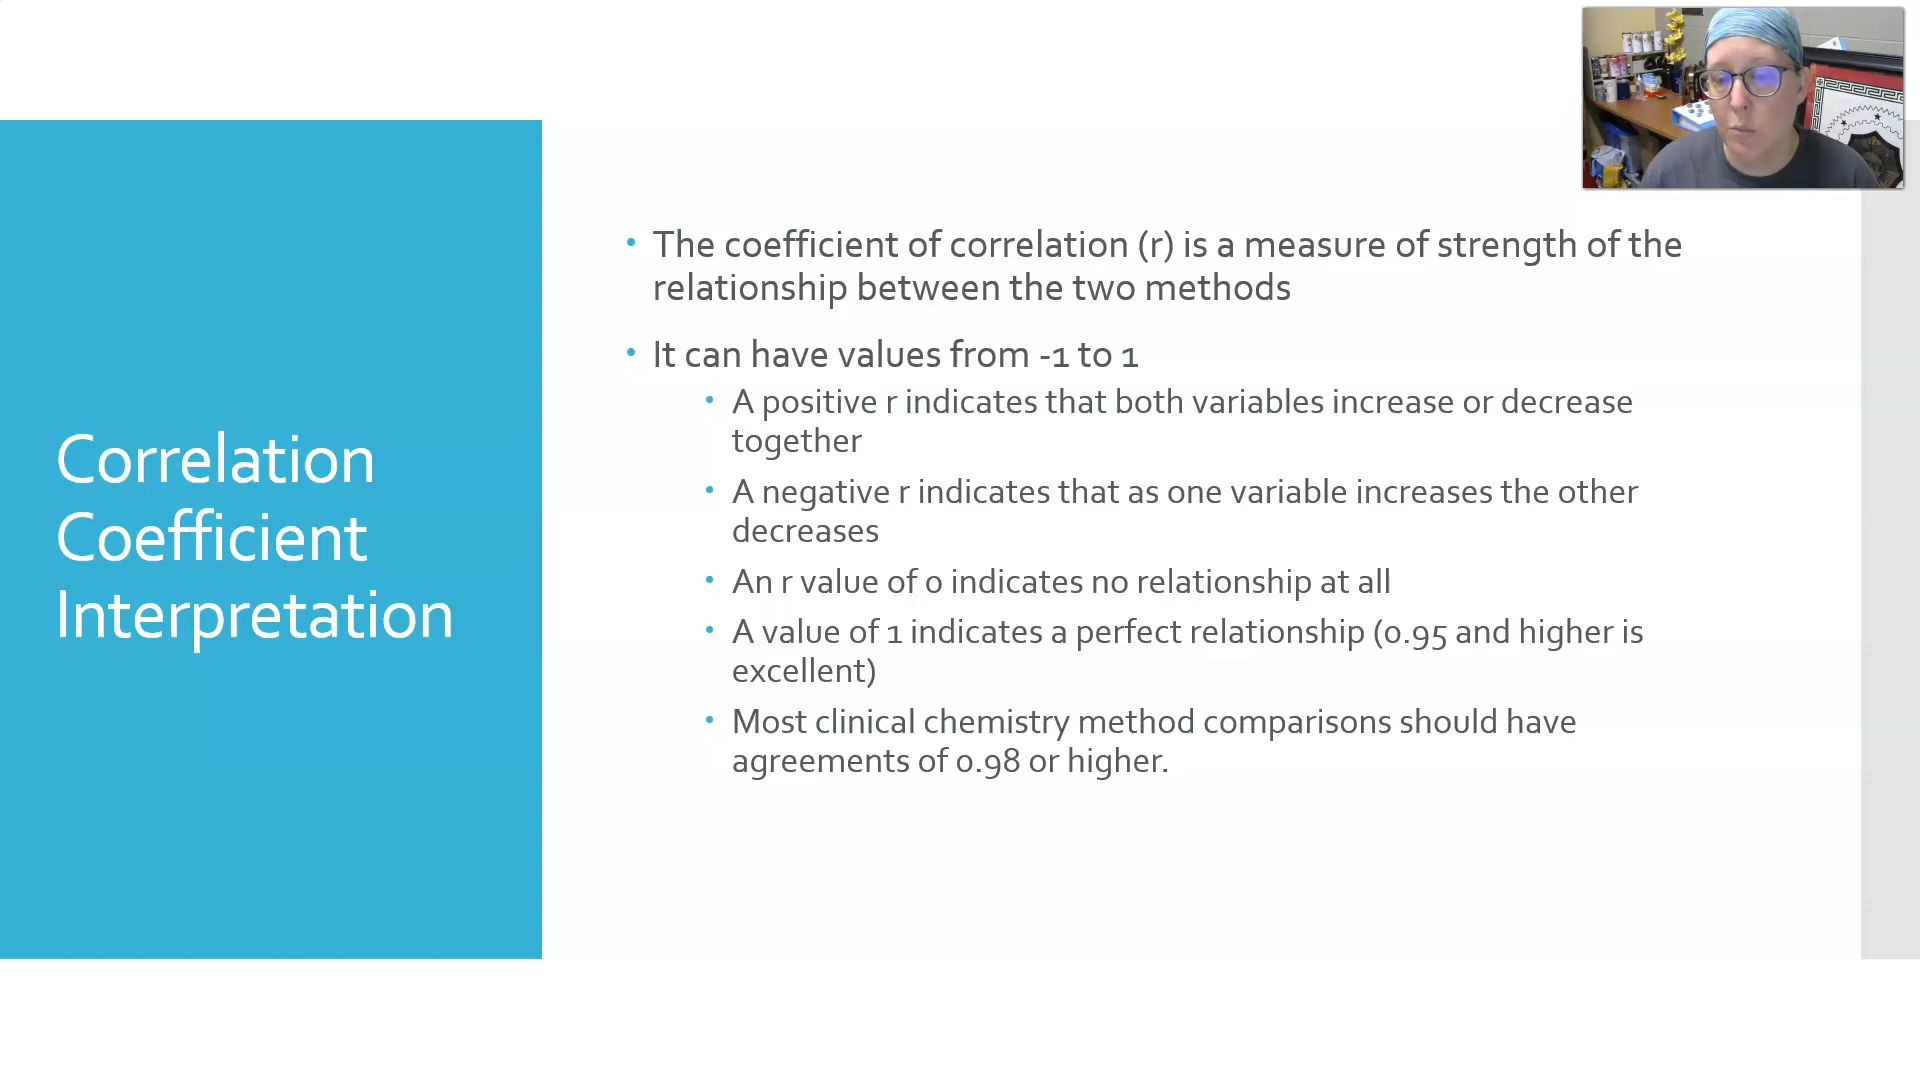 Correlation
Coefficient
Interpretation
• The coefficient of correlation (r) is a measure of strength of the
relationship between the two methods
• It can have values from -1 to 1
• A positive r indicates that both variables increase or decrease
together
• A negative r indicates that as one variable increases the other
decreases
• An r value of 0 indicates no relationship at all
• A value of 1 indicates a perfect relationship (0.95 and higher is
excellent)
• Most clinical chemistry method comparisons should have
agreements of 0.98 or higher.